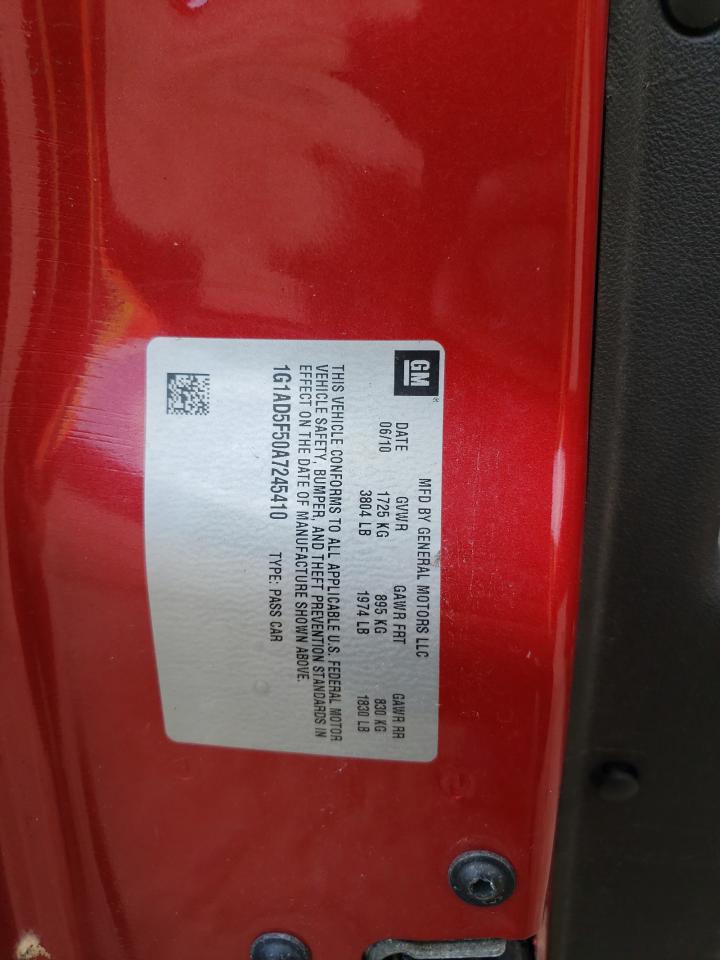 GM
MFD BY GENERAL MOTORS LLC
DATE GVWR GAWR FRT GAWR RR
06/10 1725 KG 895 KG 830 KG
3804 LB 1974 LB 1830 LB
THIS VEHICLE CONFORMS TO ALL APPLICABLE U.S. FEDERAL MOTOR
VEHICLE SAFETY, BUMPER, AND THEFT PREVENTION STANDARDS IN
EFFECT ON THE DATE OF MANUFACTURE SHOWN ABOVE.
1G1AD5F50A7245410 TYPE: PASS CAR